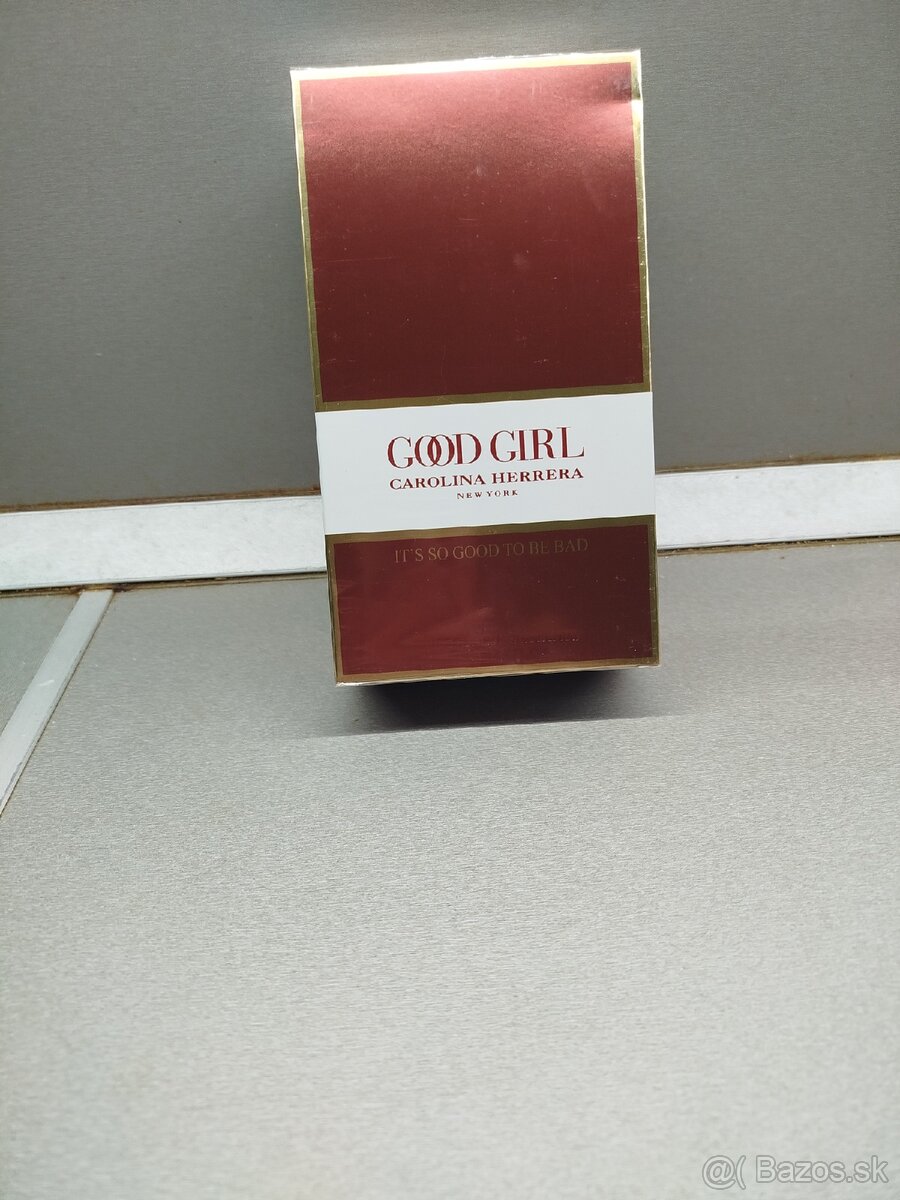 GOOD GIRL
CAROLINA HERRERA
NEW YORK
IT'S SO GOOD TO BE BAD
@( Bazos.sk